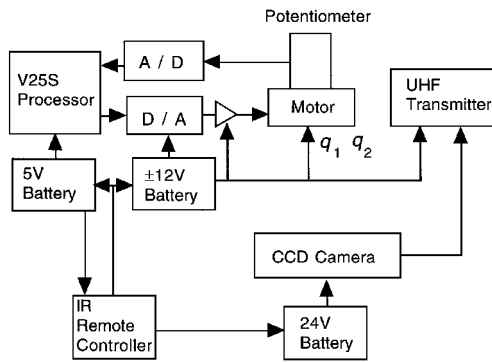 Potentiometer
V25S
Processor
A / D
D / A
Motor
UHF
Transmitter
q1 q2
5V
Battery
±12V
Battery
CCD Camera
IR
Remote
Controller
24V
Battery